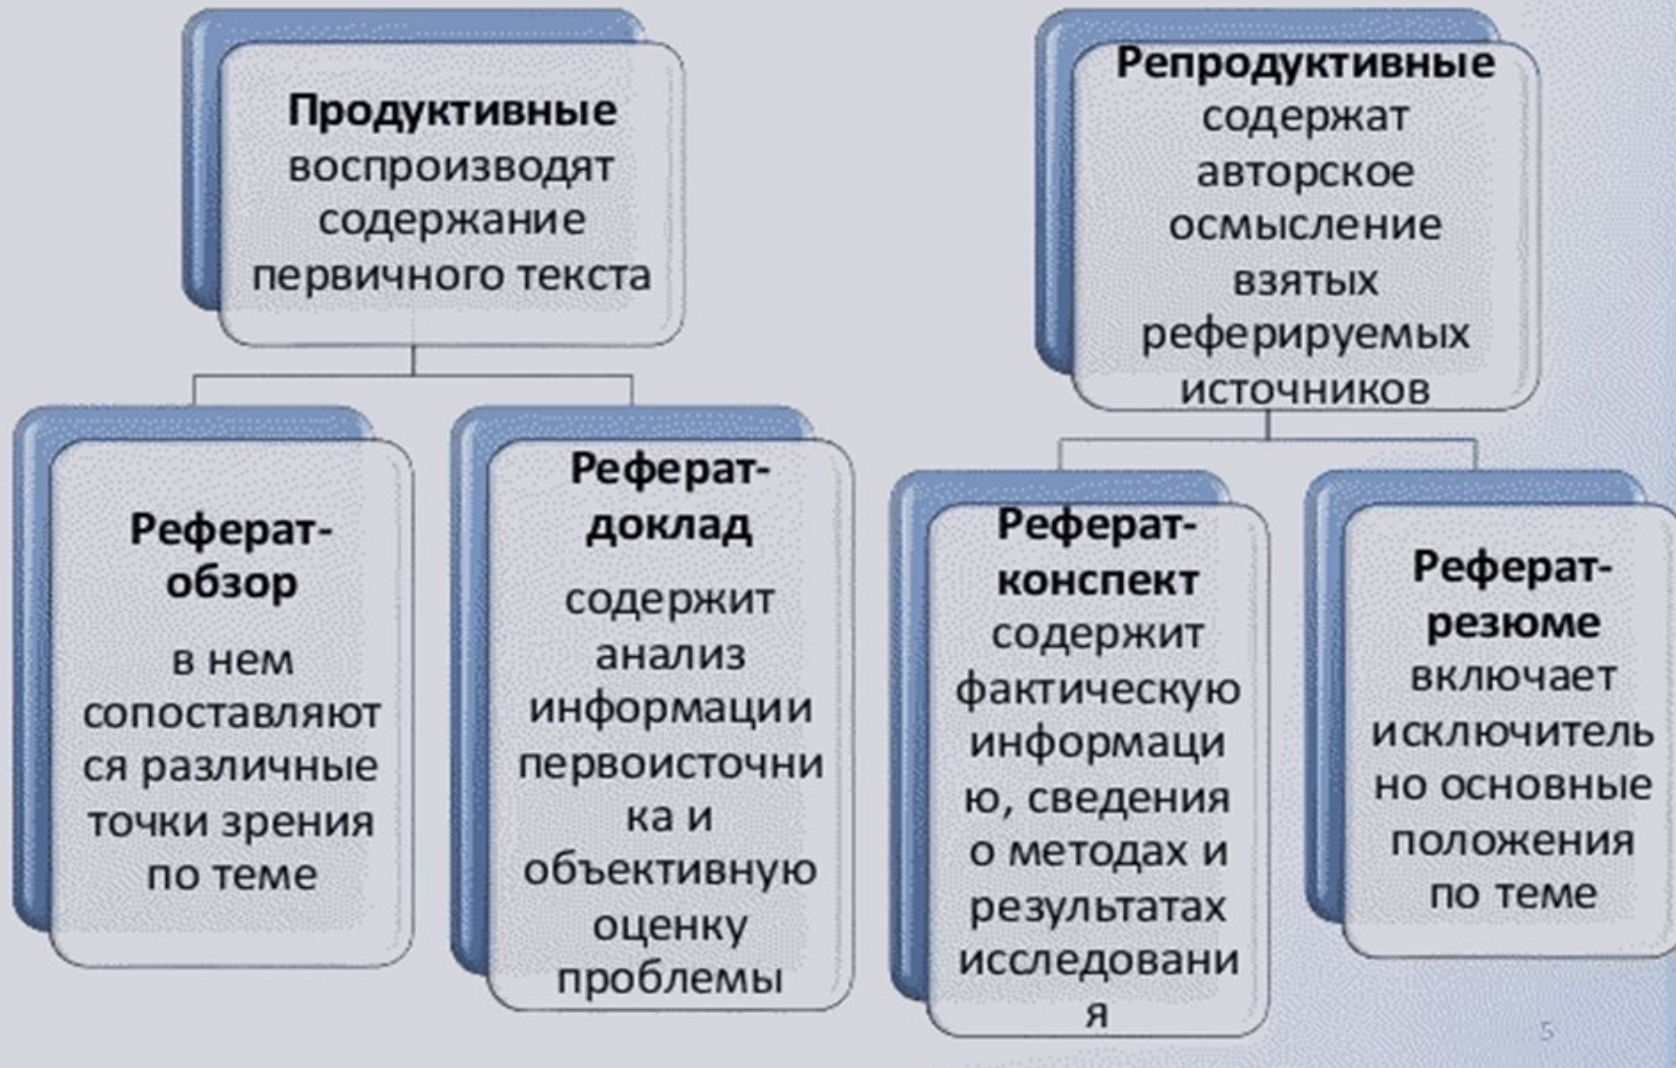 Продуктивные
воспроизводят
содержание
первичного текста
Реферат-
обзор
в нем
сопоставляют
ся различные
точки зрения
по теме
Реферат-
доклад
содержит
анализ
информации
первоисточни
ка и
объективную
оценку
проблемы
Репродуктивные
содержат
авторское
осмысление
взятых
реферируемых
источников
Реферат-
конспект
содержит
фактическую
информаци
ю, сведения
о методах и
результатах
исследовани
я
Реферат-
резюме
включает
исключитель
но основные
положения
по теме
5